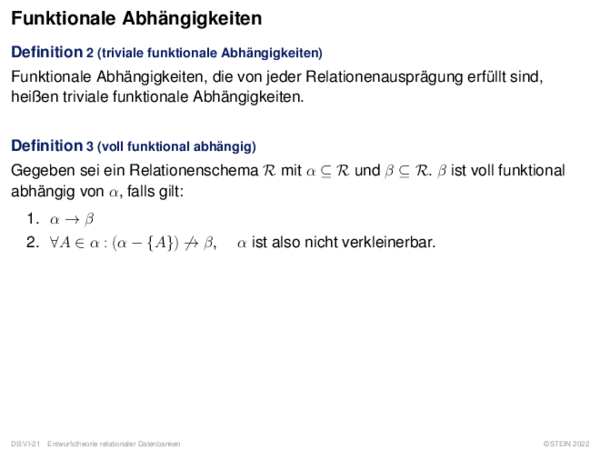 Funktionale Abhängigkeiten
Definition 2 (triviale funktionale Abhängigkeiten)
Funktionale Abhängigkeiten, die von jeder Relationenausprägung erfüllt sind,
heißen triviale funktionale Abhängigkeiten.
Definition 3 (voll funktional abhängig)
Gegeben sei ein Relationenschema ℛ mit α ⊆ ℛ und β ⊆ ℛ. β ist voll funktional
abhängig von α, falls gilt:
1. α → β
2. ∀A ∈ α : (α − {A}) ↛ β, α ist also nicht verkleinerbar.
DB:VI-21 Entwurfstheorie relationaler Datenbanken ©STEIN 2022